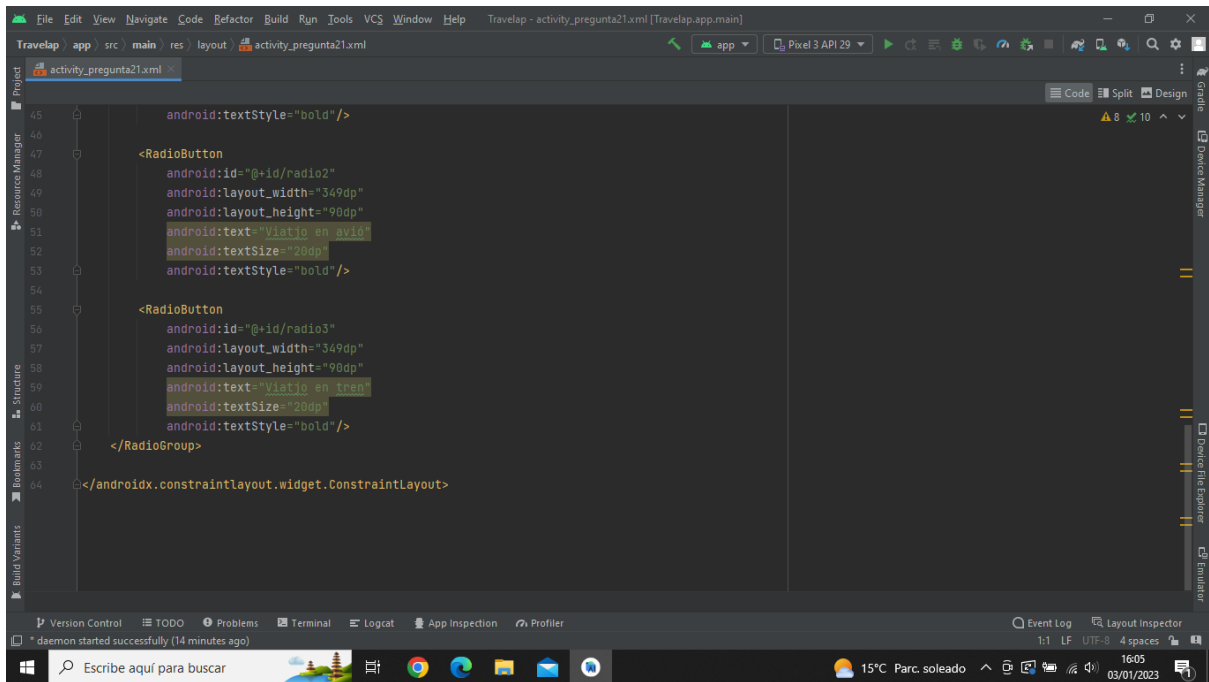 File Edit View Navigate Code Refactor Build Run Tools VCS Window Help Travelap - activity_pregunta21.xml [Travelap.app.main]
Travelap app src main res layout activity_pregunta21.xml app Pixel 3 API 29
activity_pregunta21.xml
Code Split Design
8 10
45 android:textStyle="bold"/>
46
47 <RadioButton
48 android:id="@+id/radio2"
49 android:layout_width="349dp"
50 android:layout_height="90dp"
51 android:text="Viatjo en avió"
52 android:textSize="20dp"
53 android:textStyle="bold"/>
54
55 <RadioButton
56 android:id="@+id/radio3"
57 android:layout_width="349dp"
58 android:layout_height="90dp"
59 android:text="Viatjo en tren"
60 android:textSize="20dp"
61 android:textStyle="bold"/>
62 </RadioGroup>
63
64 </androidx.constraintlayout.widget.ConstraintLayout>
Project
Resource Manager
Structure
Bookmarks
Build Variants
Gradle
Device Manager
Device File Explorer
Emulator
Version Control TODO Problems Terminal Logcat App Inspection Profiler Event Log Layout Inspector
* daemon started successfully (14 minutes ago) 1:1 LF UTF-8 4 spaces
Escribe aquí para buscar 15°C Parc. soleado 16:05
03/01/2023
1